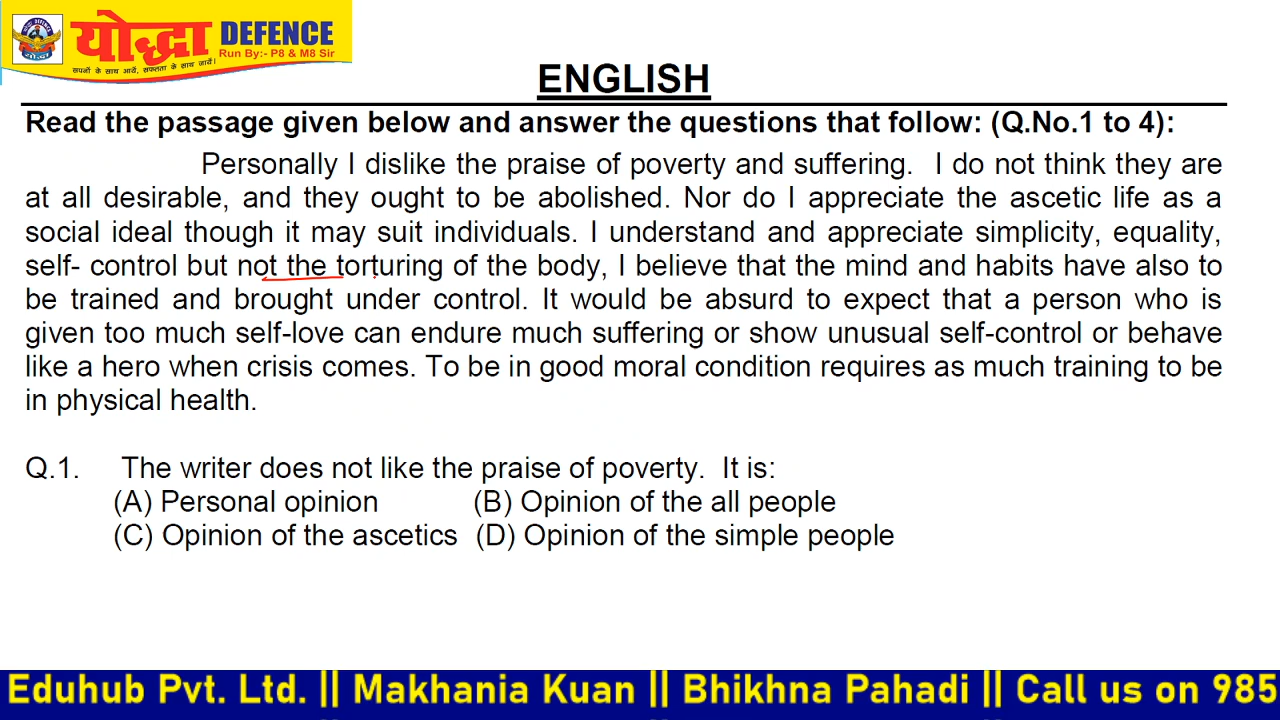 योद्धा DEFENCE
Run By:- P8 & M8 Sir
सपनों के साथ आयें, सफलता के साथ जायें।
ENGLISH
Read the passage given below and answer the questions that follow: (Q.No.1 to 4):
Personally I dislike the praise of poverty and suffering. I do not think they are
at all desirable, and they ought to be abolished. Nor do I appreciate the ascetic life as a
social ideal though it may suit individuals. I understand and appreciate simplicity, equality,
self- control but not the torturing of the body, I believe that the mind and habits have also to
be trained and brought under control. It would be absurd to expect that a person who is
given too much self-love can endure much suffering or show unusual self-control or behave
like a hero when crisis comes. To be in good moral condition requires as much training to be
in physical health.
Q.1. The writer does not like the praise of poverty. It is:
(A) Personal opinion (B) Opinion of the all people
(C) Opinion of the ascetics (D) Opinion of the simple people
Eduhub Pvt. Ltd. || Makhania Kuan || Bhikhna Pahadi || Call us on 985